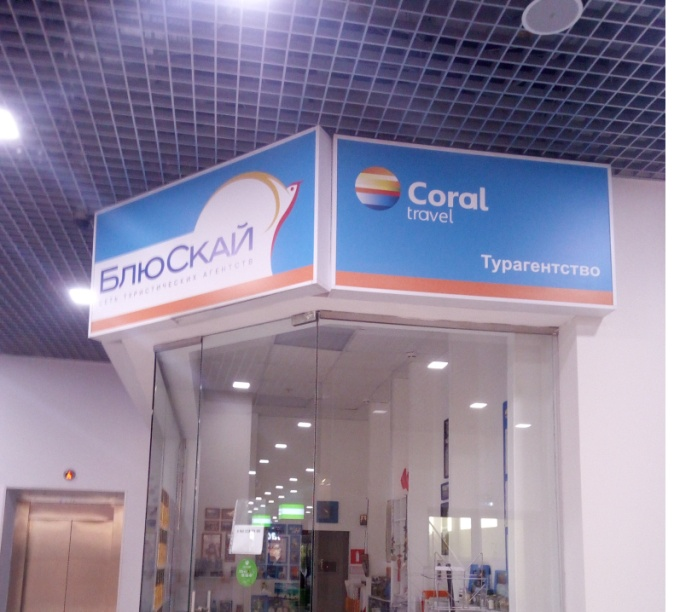 БЛЮСКАЙ
СЕТЬ ТУРИСТИЧЕСКИХ АГЕНТСТВ
Coral
travel
Турагентство